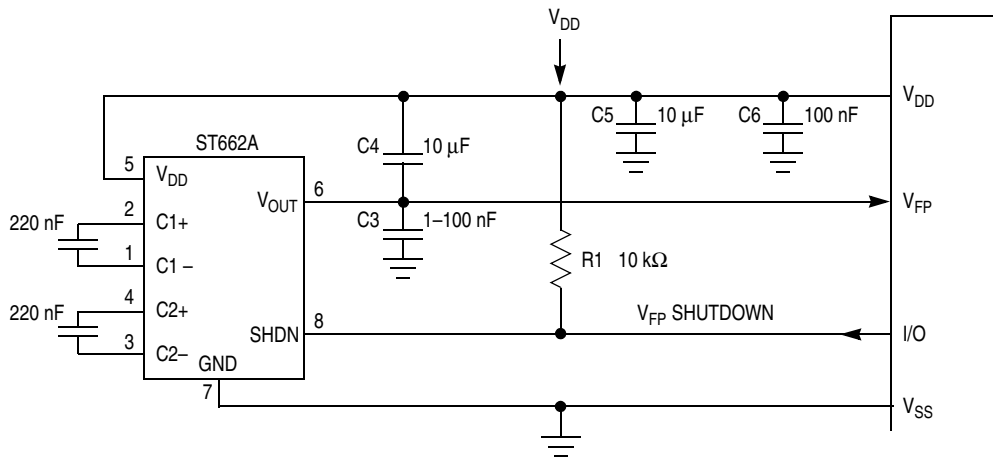 VDD
VDD
C5 10 μF C6 100 nF
ST662A
C4 10 μF
5 VDD
VOUT 6
VFP
2 C1+
220 nF
C3 1–100 nF
1 C1 –
R1 10 kΩ
4 C2+
220 nF
VFP SHUTDOWN
SHDN 8
I/O
3 C2–
GND
7
VSS